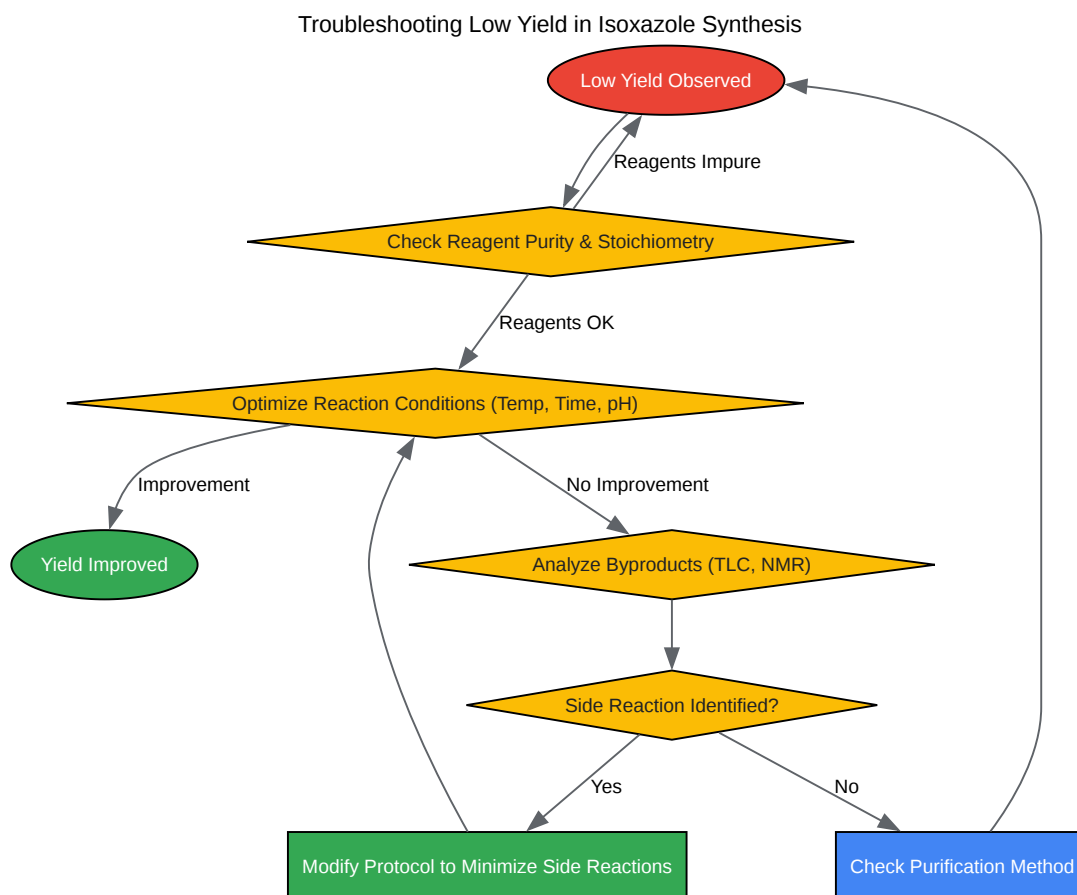 Troubleshooting Low Yield in Isoxazole Synthesis
Low Yield Observed
Reagents Impure
Check Reagent Purity & Stoichiometry
Reagents OK
Optimize Reaction Conditions (Temp, Time, pH)
Improvement
No Improvement
Yield Improved
Analyze Byproducts (TLC, NMR)
Side Reaction Identified?
Yes
No
Modify Protocol to Minimize Side Reactions
Check Purification Method